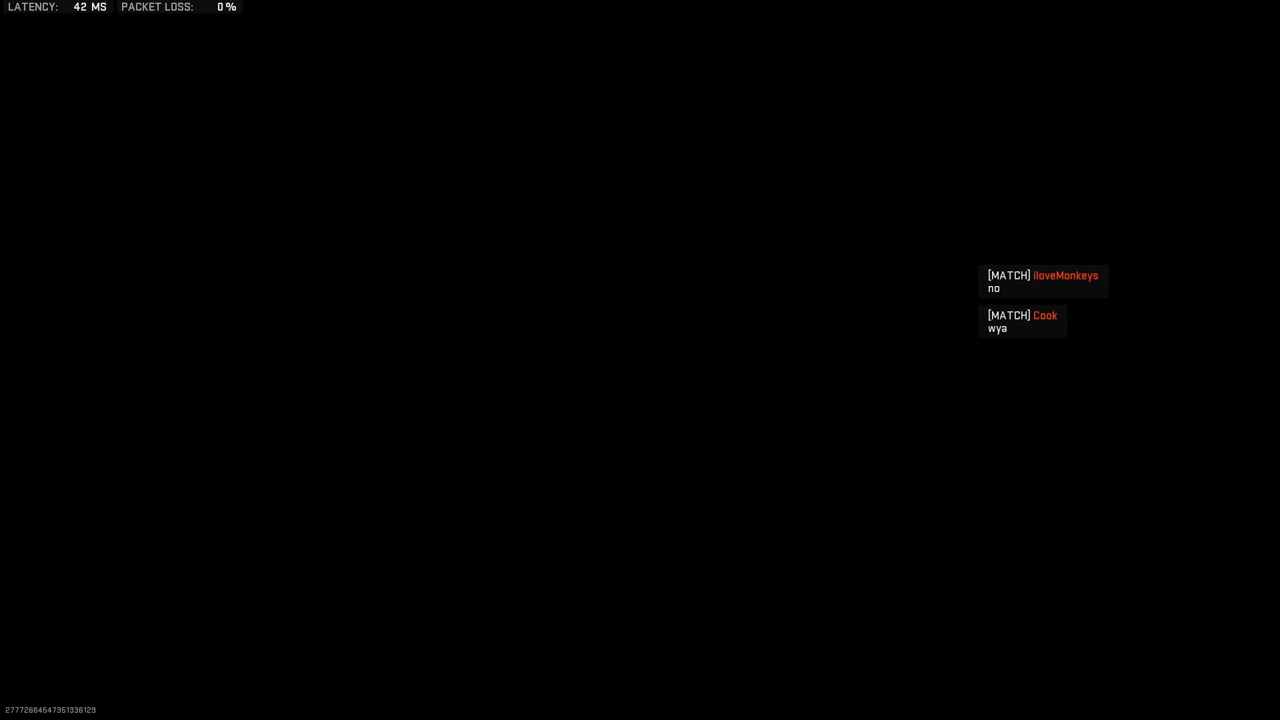 LATENCY: 42 MS PACKET LOSS: 0 %
[MATCH] iloveMonkeys
no
[MATCH] Cook
wya
27772664547351336129